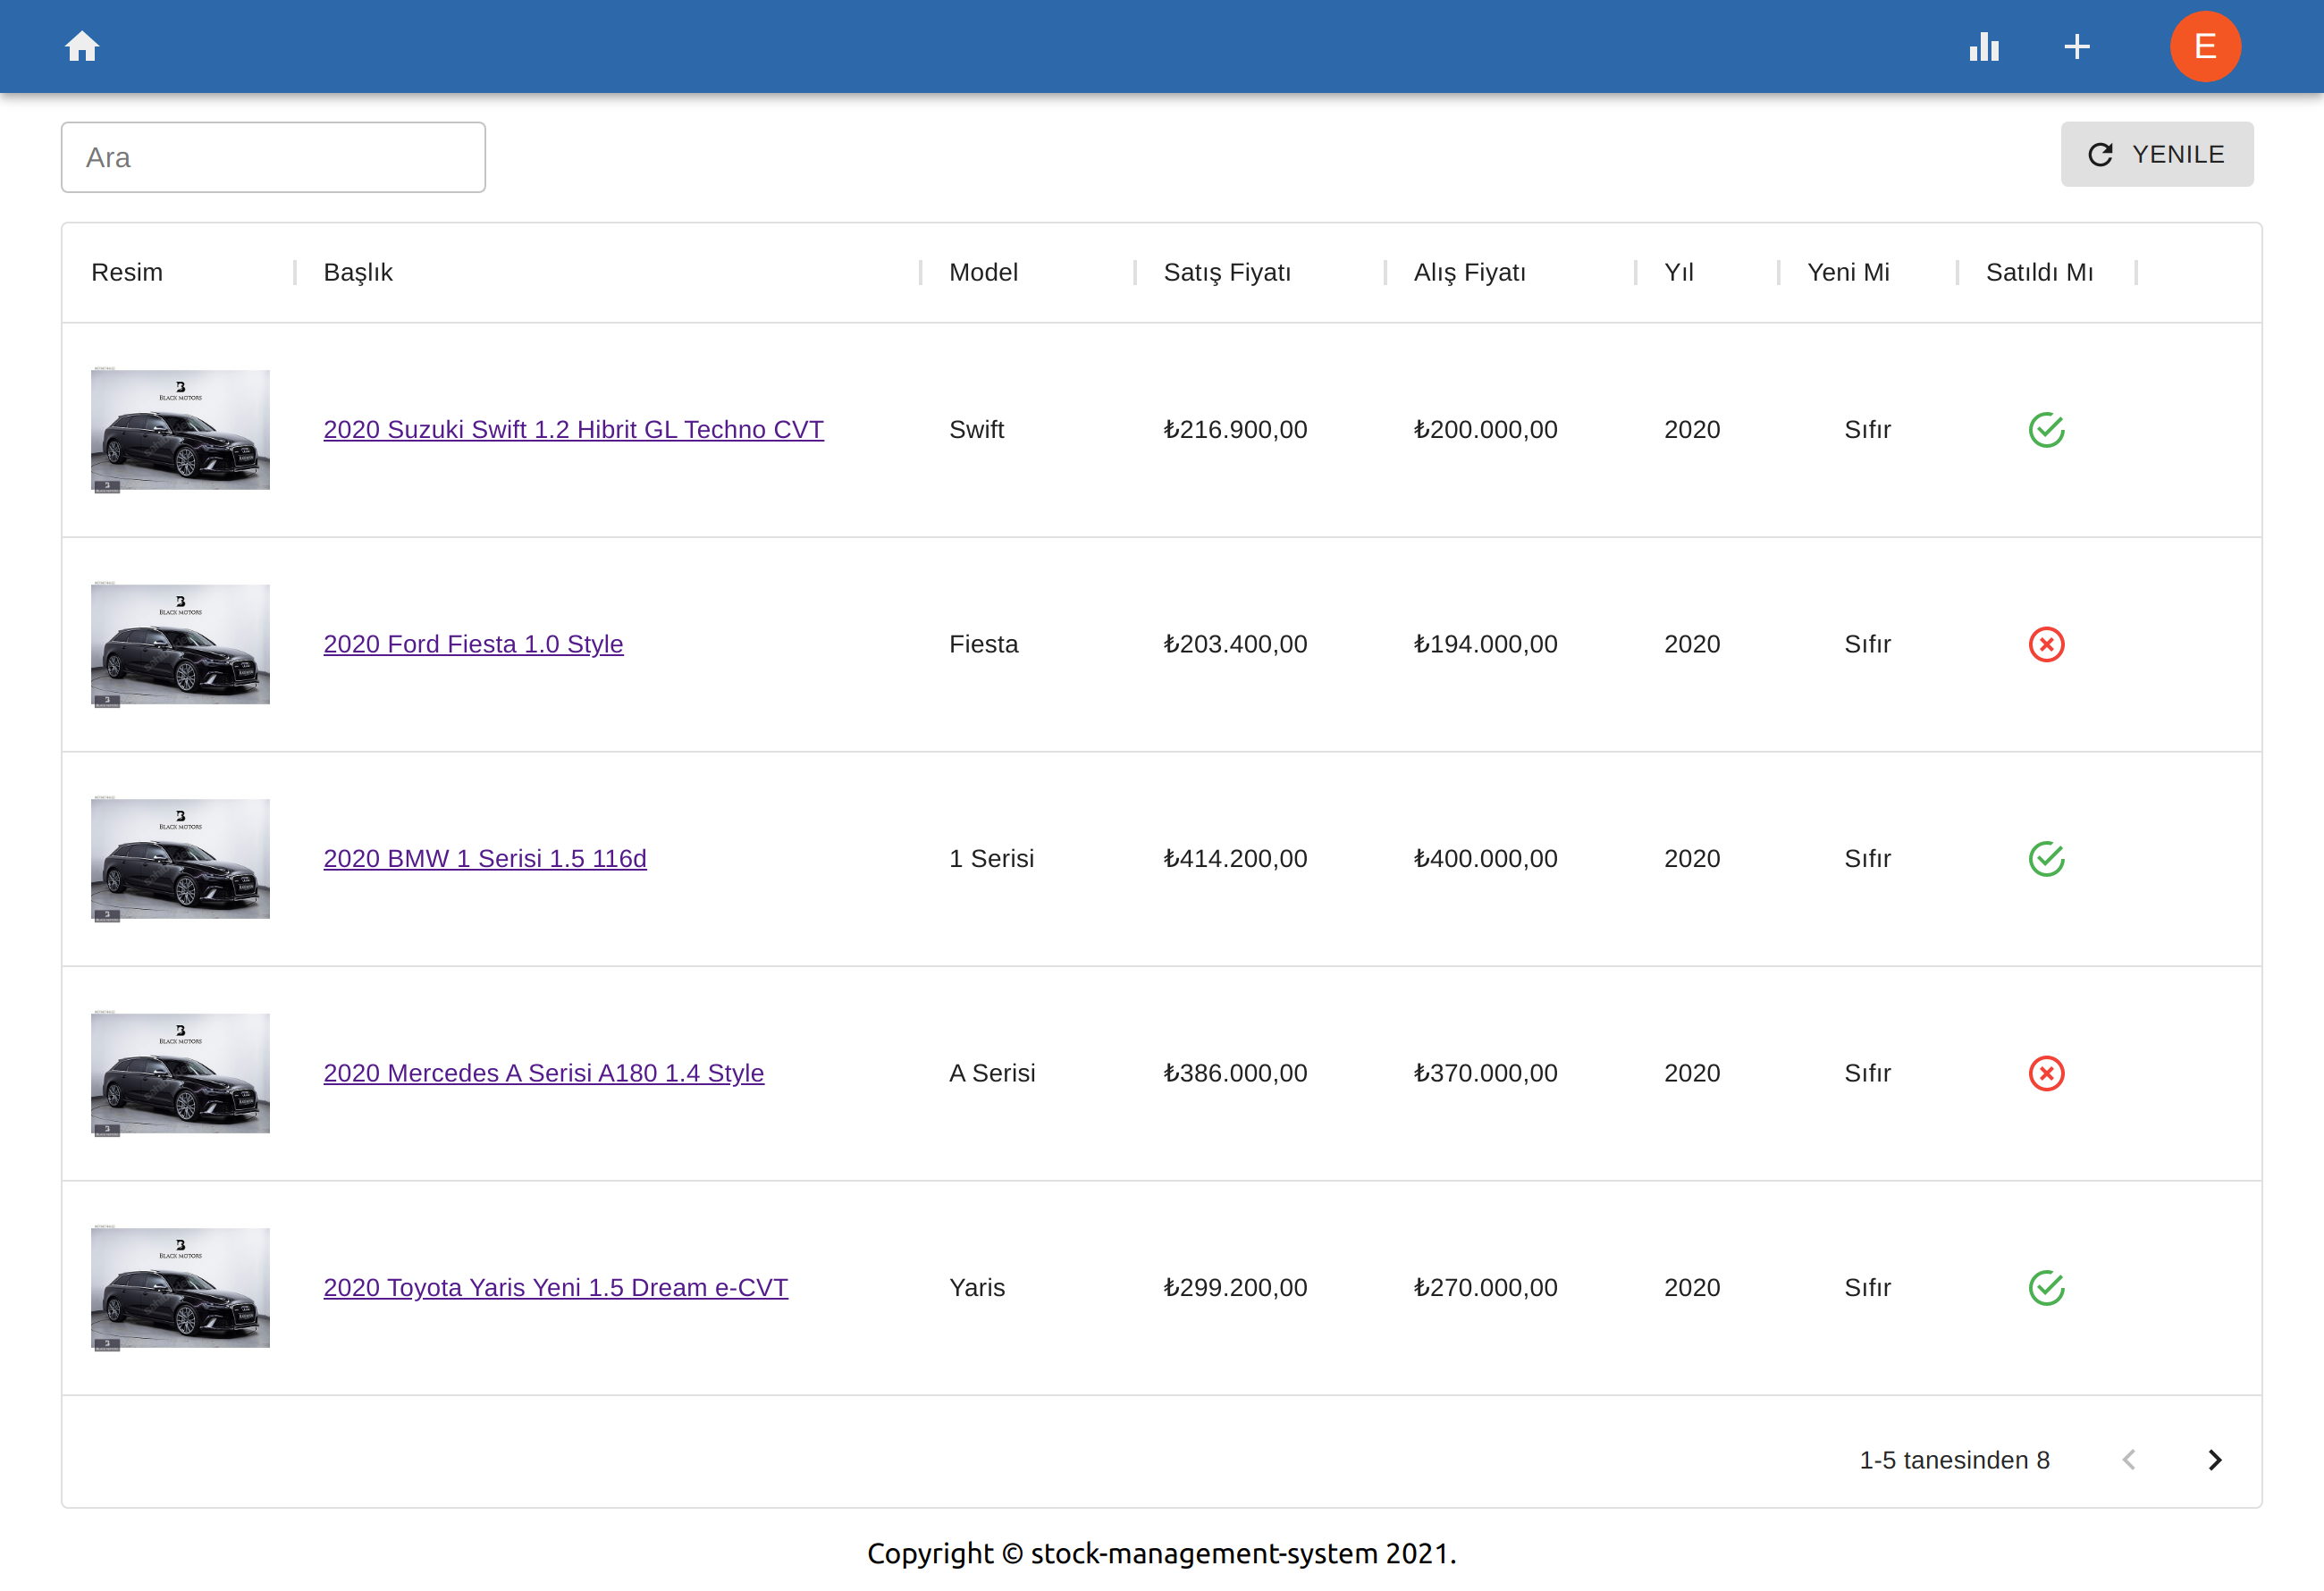 E
Ara
YENILE
Resim Başlık Model Satış Fiyatı Alış Fiyatı Yıl Yeni Mi Satıldı Mı
BLACK MOTORS
2020 Suzuki Swift 1.2 Hibrit GL Techno CVT Swift ₺216.900,00 ₺200.000,00 2020 Sıfır
BLACK MOTORS
2020 Ford Fiesta 1.0 Style Fiesta ₺203.400,00 ₺194.000,00 2020 Sıfır
BLACK MOTORS
2020 BMW 1 Serisi 1.5 116d 1 Serisi ₺414.200,00 ₺400.000,00 2020 Sıfır
BLACK MOTORS
2020 Mercedes A Serisi A180 1.4 Style A Serisi ₺386.000,00 ₺370.000,00 2020 Sıfır
BLACK MOTORS
2020 Toyota Yaris Yeni 1.5 Dream e-CVT Yaris ₺299.200,00 ₺270.000,00 2020 Sıfır
1-5 tanesinden 8
Copyright © stock-management-system 2021.